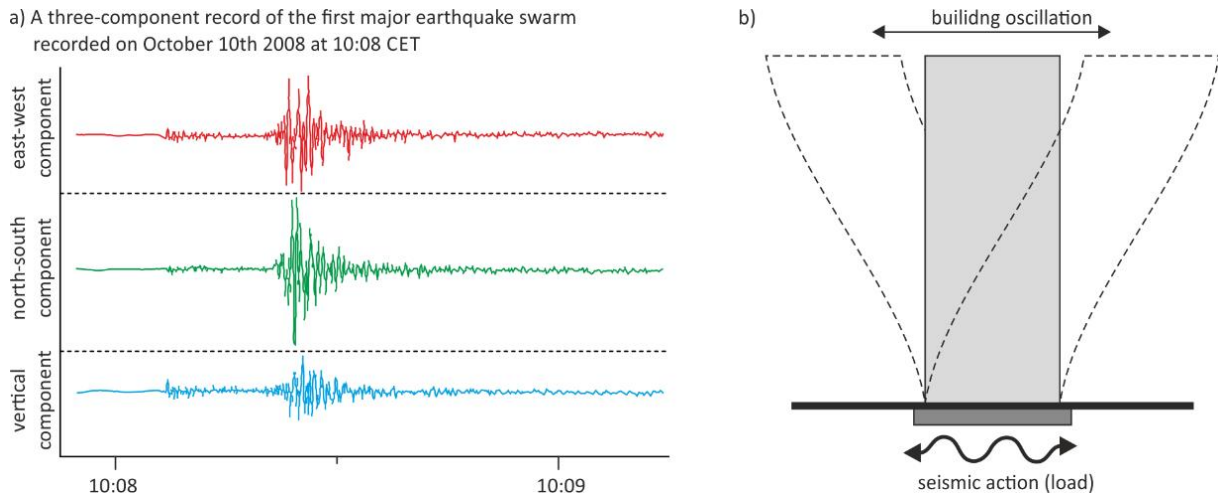 a) A three-component record of the first major earthquake swarm
recorded on October 10th 2008 at 10:08 CET
east-west
component
north-south
component
vertical
component
10:08
10:09
b)
builidng oscillation
seismic action (load)